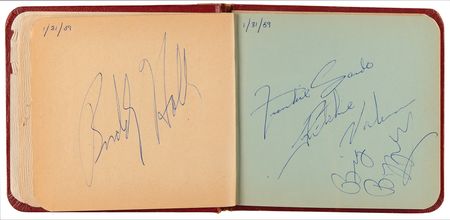 1/31/59
Buddy Holly
1/31/59
Frankie Sardo
Ritchie
Valens
Big
Bopper